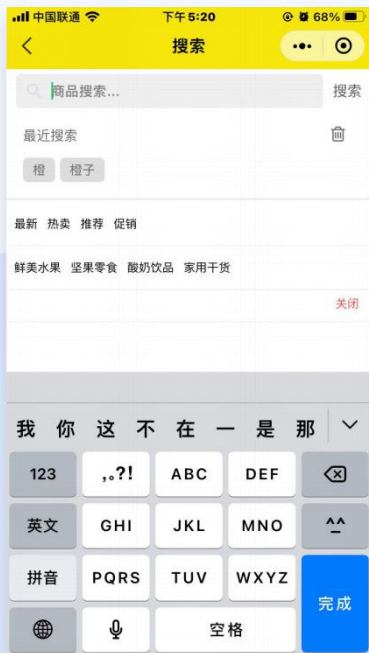 中国联通 下午5:20 68%
搜索
商品搜索... 搜索
最近搜索
橙 橙子
最新 热卖 推荐 促销
鲜美水果 坚果零食 酸奶饮品 家用干货
关闭
我 你 这 不 在 一 是 那
123 ,。?! ABC DEF
英文 GHI JKL MNO ^^
拼音 PQRS TUV WXYZ
完成
空格